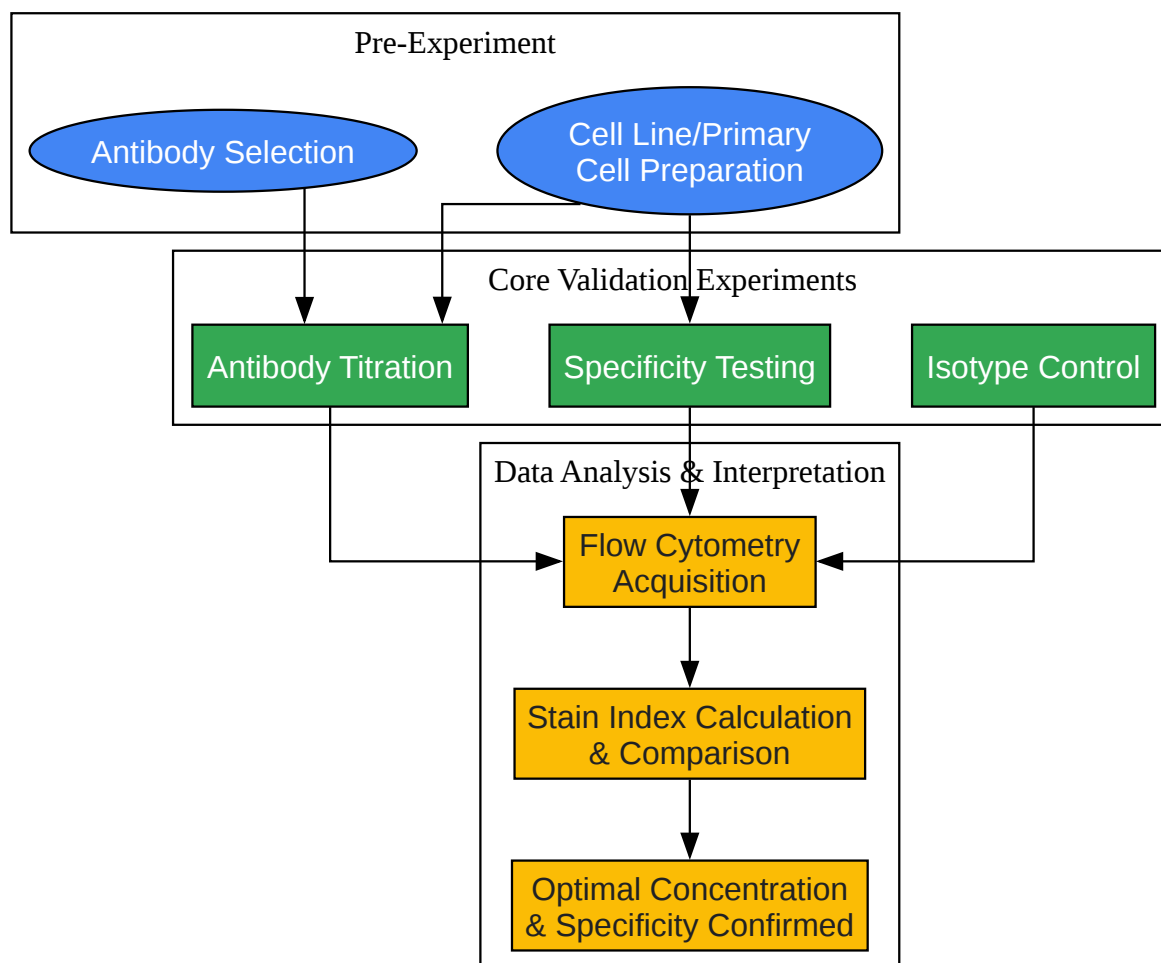 Pre-Experiment
Antibody Selection
Cell Line/Primary
Cell Preparation
Core Validation Experiments
Antibody Titration
Specificity Testing
Isotype Control
Data Analysis & Interpretation
Flow Cytometry
Acquisition
Stain Index Calculation
& Comparison
Optimal Concentration
& Specificity Confirmed